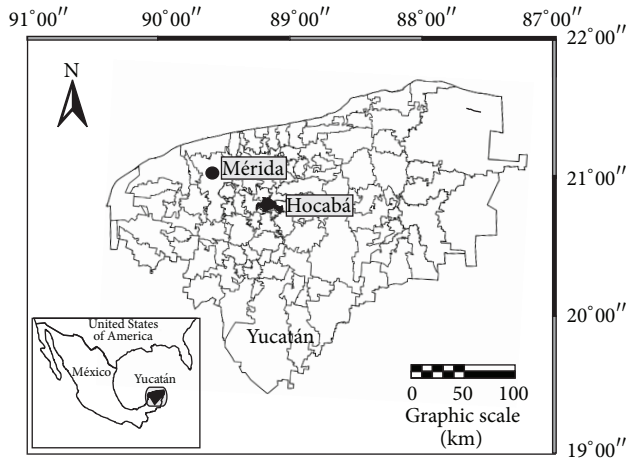 91°00″ 90°00″ 89°00″ 88°00″ 87°00″
22°00″
N
Mérida
21°00″
Hocabá
20°00″
Yucatán
United States
of America
México
Yucatán
0 50 100
Graphic scale
(km)
19°00″